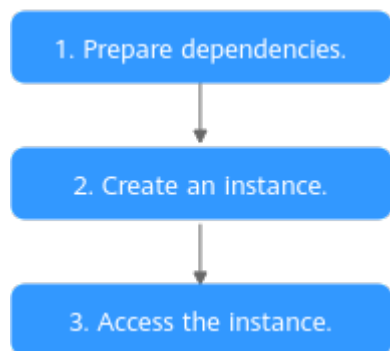 1. Prepare dependencies.
2. Create an instance.
3. Access the instance.